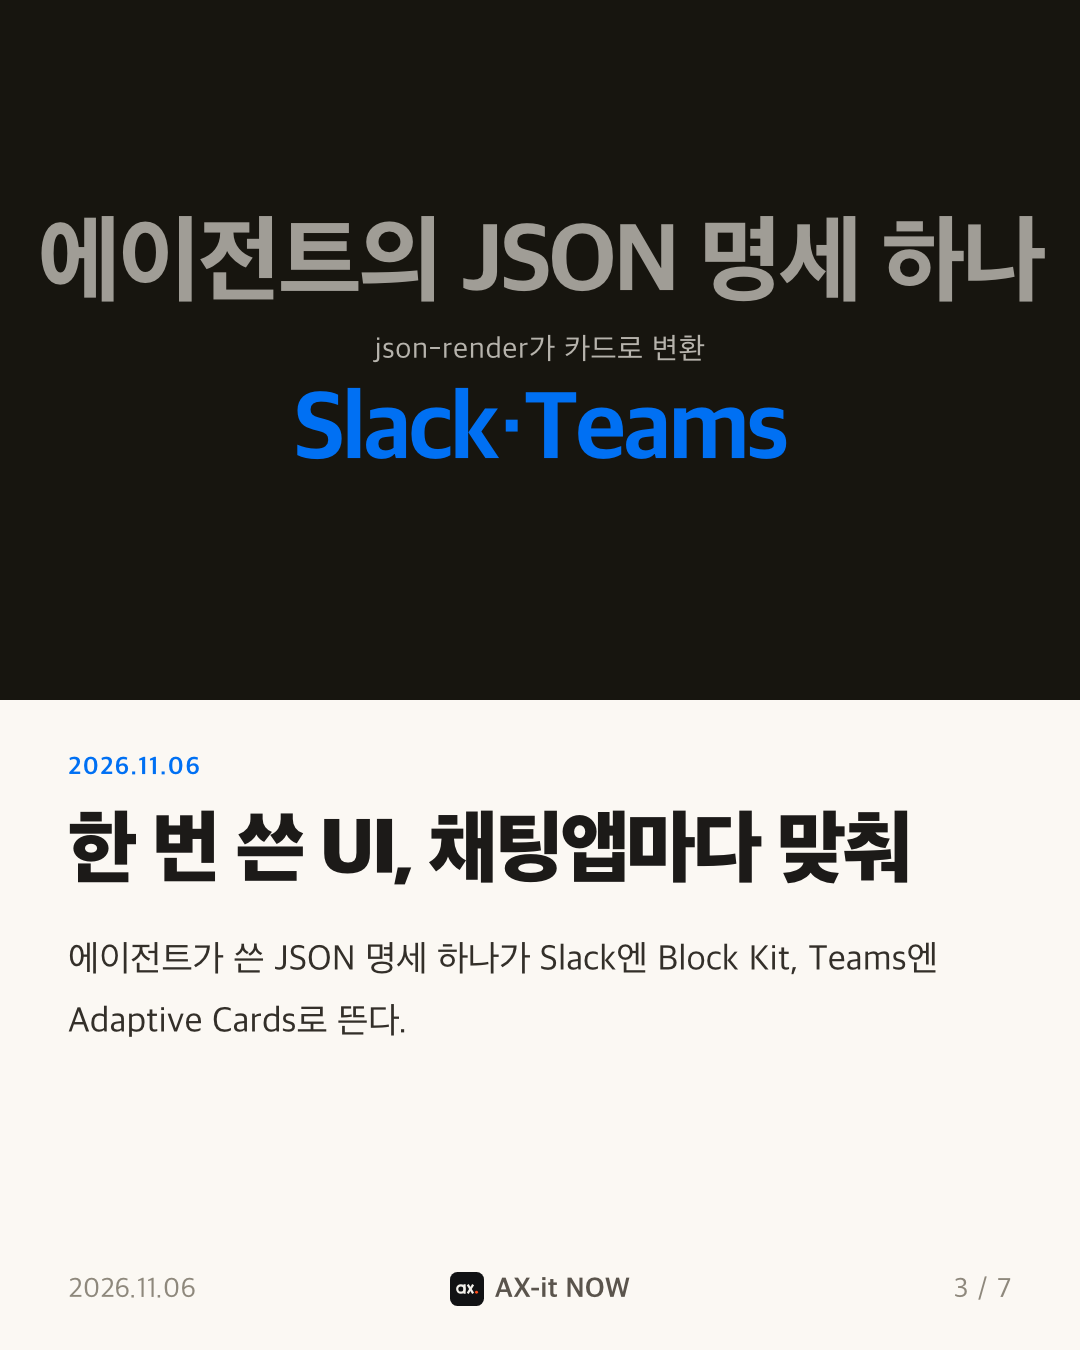 에이전트의 JSON 명세 하나
json-render가 카드로 변환
Slack·Teams
2026.11.06
한 번 쓴 UI, 채팅앱마다 맞춰
에이전트가 쓴 JSON 명세 하나가 Slack엔 Block Kit, Teams엔
Adaptive Cards로 뜬다.
2026.11.06
ax. AX-it NOW
3 / 7